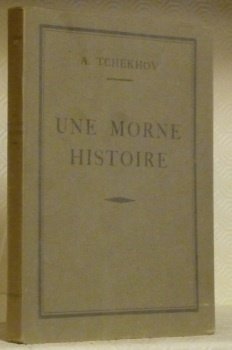 A. TCHEKHOV
UNE MORNE
HISTOIRE